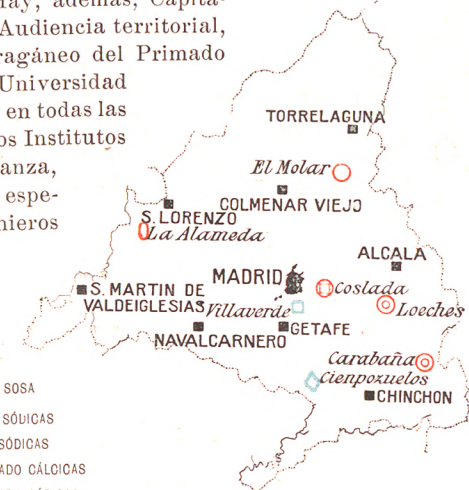 hay, además, Capita-
Audiencia territorial,
ragáneo del Primado
Universidad
en todas las
os Institutos
anza,
espe-
nieros
TORRELAGUNA
El Molar
COLMENAR VIEJO
S. LORENZO
La Alameda
ALCALA
MADRID
Coslada
S. MARTIN DE
VALDEIGLESIAS
Villaverde
Loeches
NAVALCARNERO
GETAFE
Carabaña
Cienpozuelos
CHINCHON
SOSA
SÓDICAS
SÓDICAS
ADO CÁLCICAS